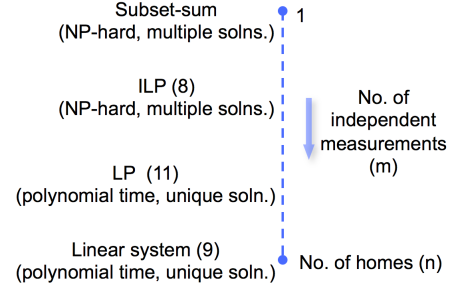 Subset-sum
(NP-hard, multiple solns.)
1
ILP (8)
(NP-hard, multiple solns.)
No. of
independent
measurements
(m)
LP (11)
(polynomial time, unique soln.)
Linear system (9)
(polynomial time, unique soln.)
No. of homes (n)